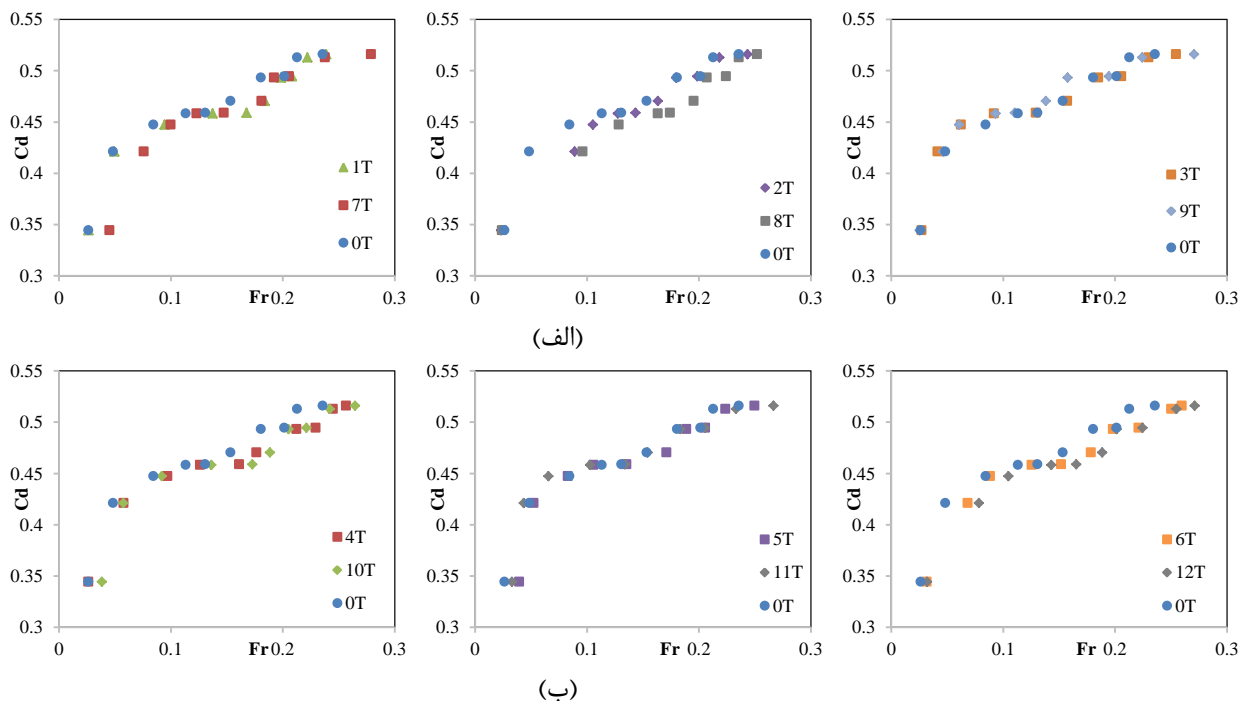 0.55 0.55 0.55
0.5 0.5 0.5
0.45 0.45 0.45
Cd Cd Cd
0.4 0.4 0.4
0.35 0.35 0.35
0.3 0.3 0.3
1T 2T 3T
7T 8T 9T
0T 0T 0T
0 0.1 Fr 0.2 0.3 0 0.1 Fr 0.2 0.3 0 0.1 Fr 0.2 0.3
(الف)
0.55 0.55 0.55
0.5 0.5 0.5
0.45 0.45 0.45
Cd Cd Cd
0.4 0.4 0.4
0.35 0.35 0.35
0.3 0.3 0.3
4T 5T 6T
10T 11T 12T
0T 0T 0T
0 0.1 Fr 0.2 0.3 0 0.1 Fr 0.2 0.3 0 0.1 Fr 0.2 0.3
(ب)